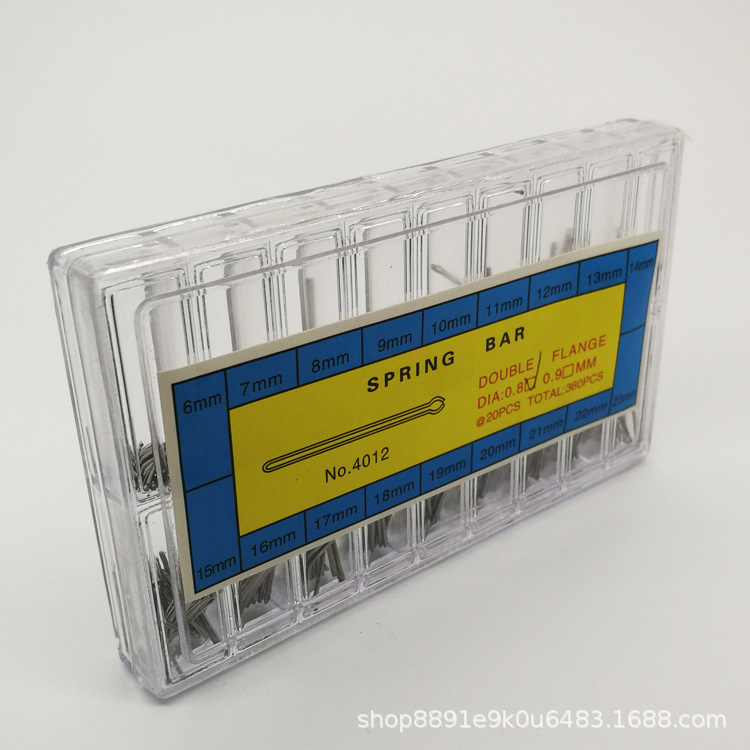 6mm 7mm 8mm 9mm 10mm 11mm 12mm 13mm 14mm
SPRING BAR
DOUBLE FLANGE
DIA:0.8☑ 0.9□MM
@20PCS TOTAL:360PCS
No.4012
15mm 16mm 17mm 18mm 19mm 20mm 21mm 22mm 23mm
shop8891e9k0u6483.1688.com